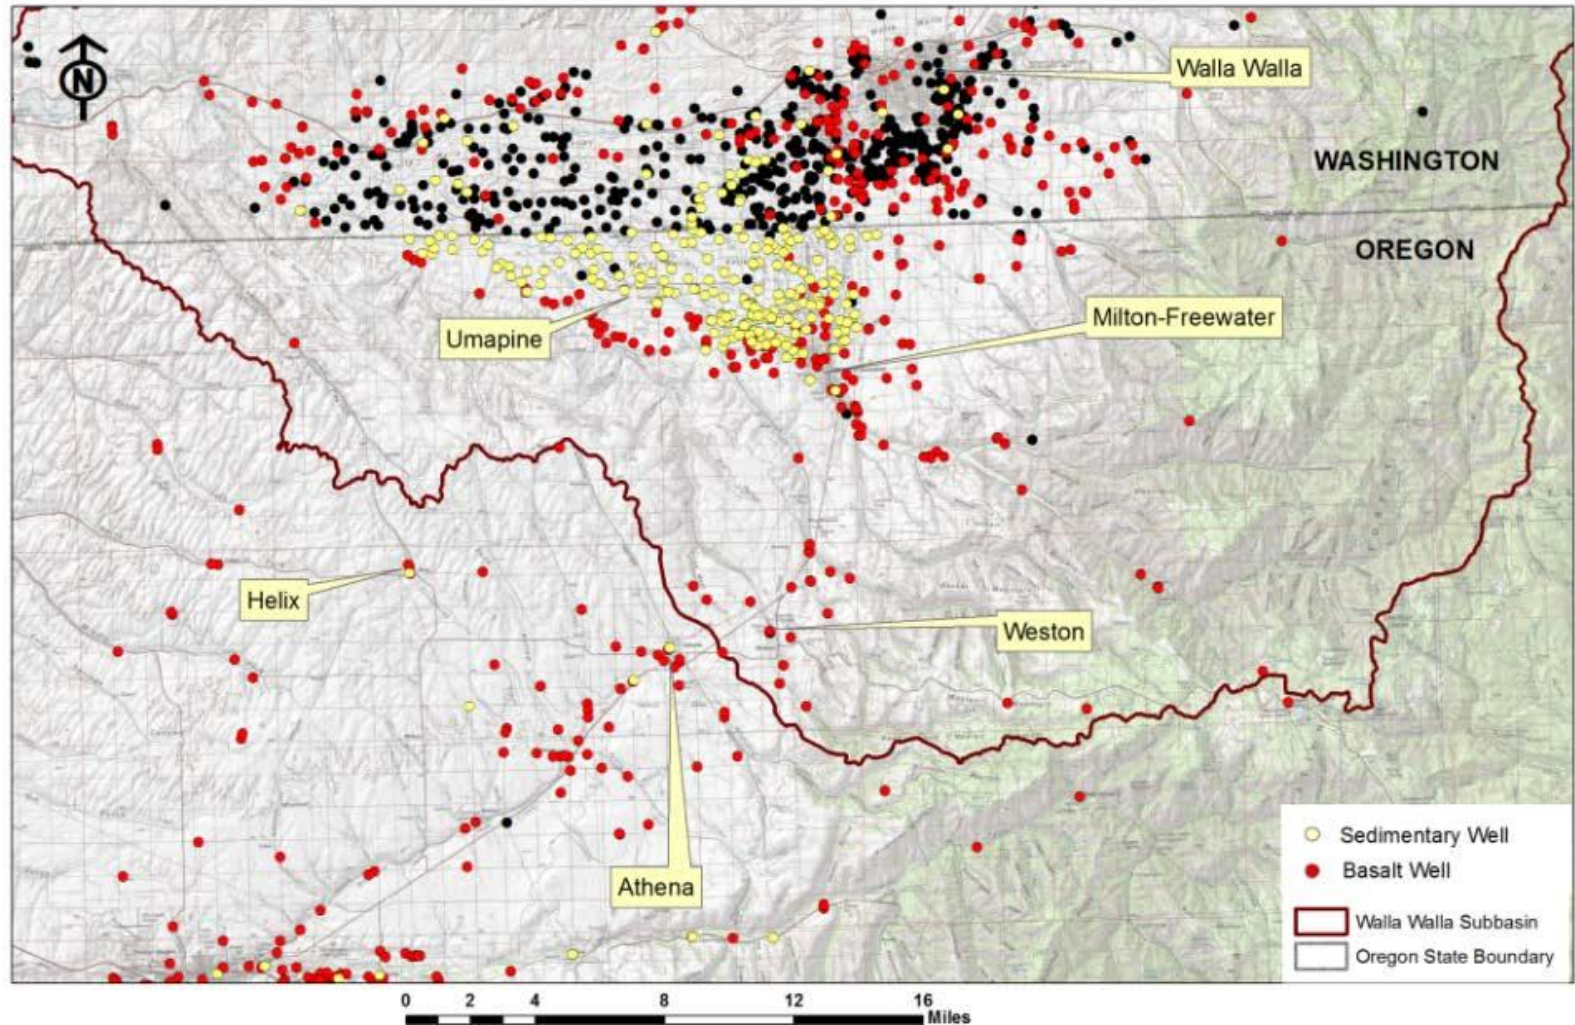 N
Walla Walla
WASHINGTON
OREGON
Milton-Freewater
Umapine
Helix
Weston
Athena
Sedimentary Well
Basalt Well
Walla Walla Subbasin
Oregon State Boundary
0 2 4 8 12 16
Miles